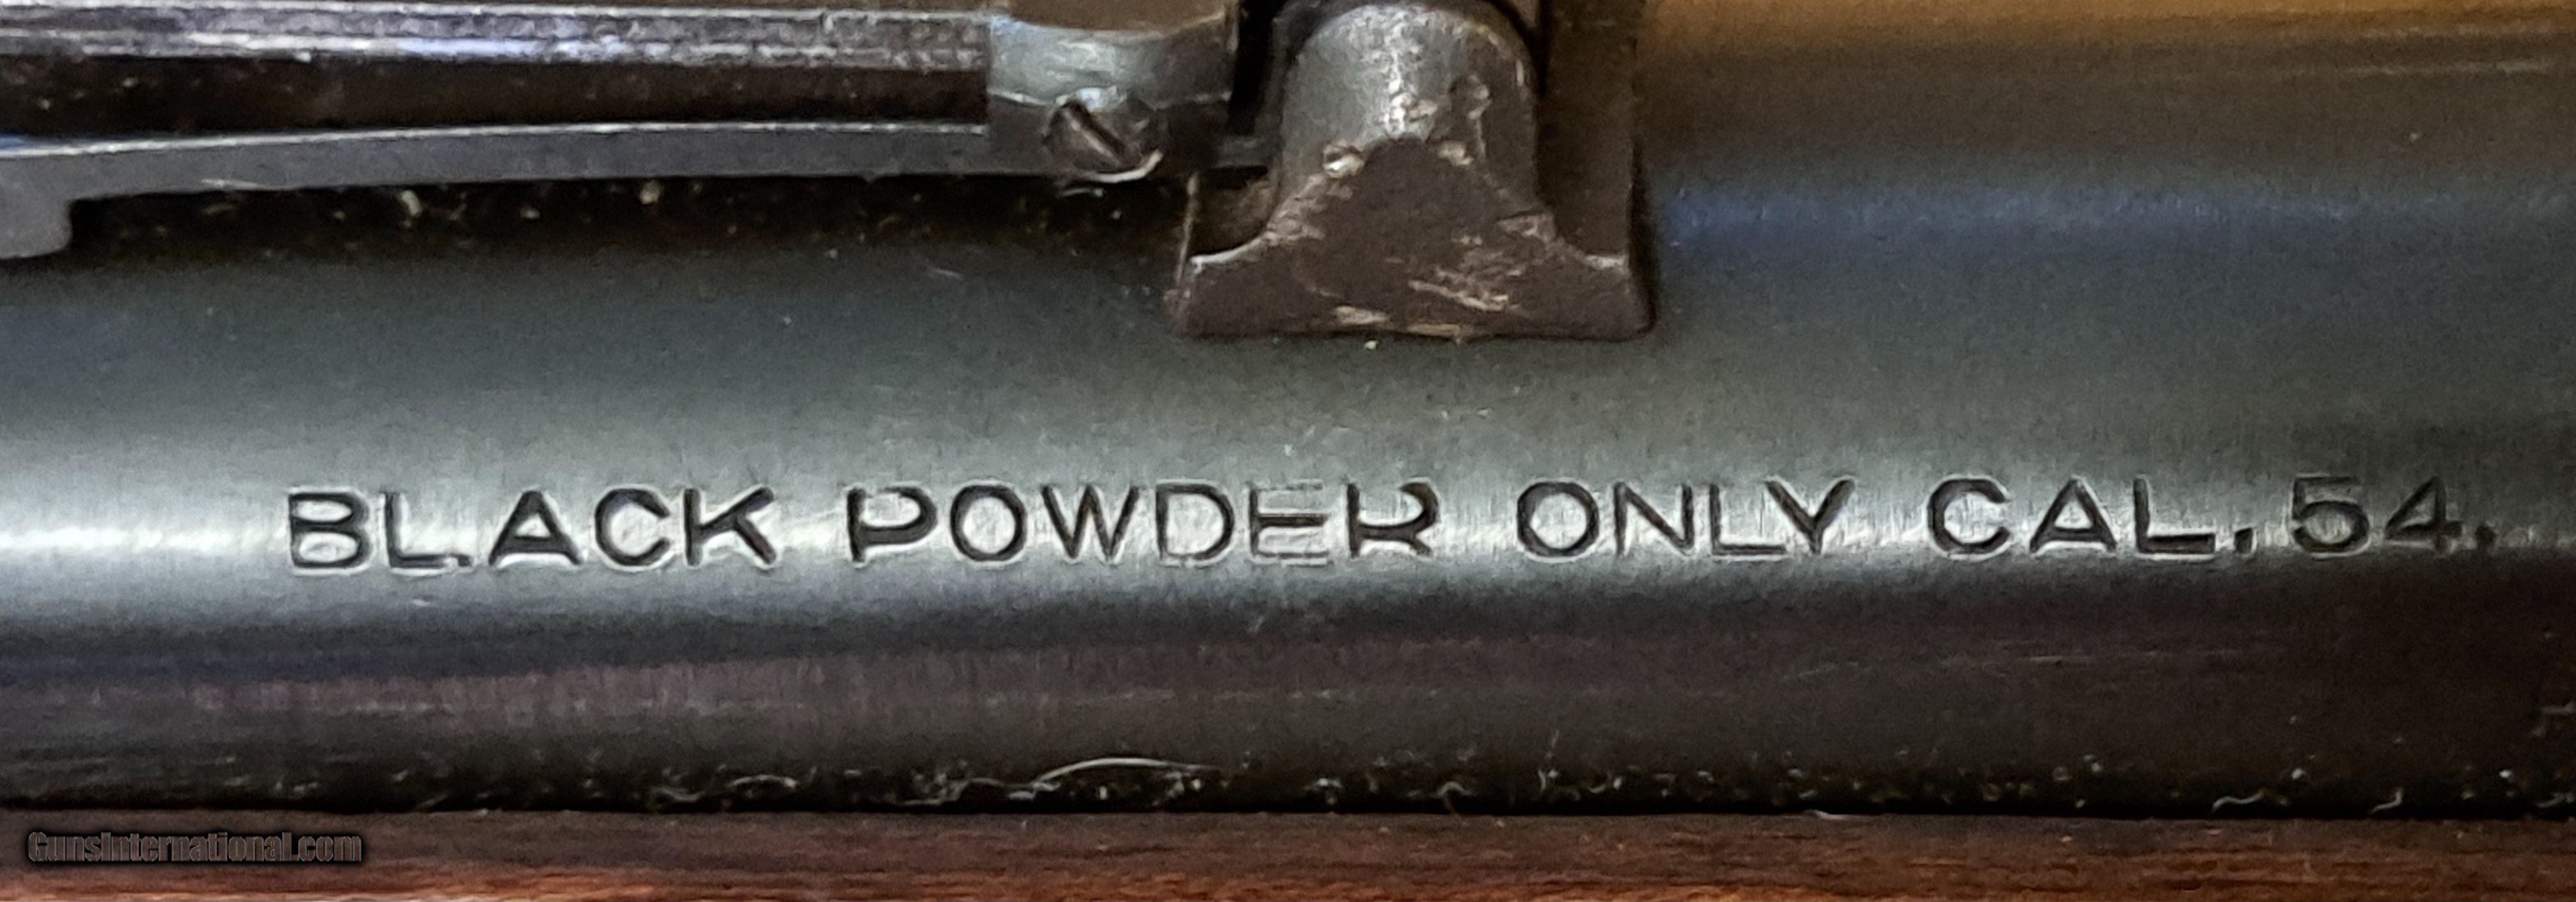 BLACK POWDER ONLY CAL. 54.
GunsInternational.com